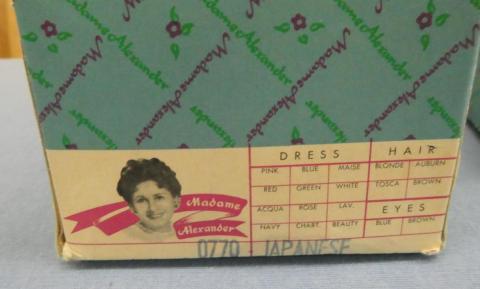 Madame Alexander
Madame Alexander
Madame Alexander
Madame Alexander
Madame Alexander
Madame
Alexander
DRESS
PINK BLUE MAISE
RED GREEN WHITE
ACQUA ROSE LAV.
NAVY CHART. BEAUTY
HAIR
BLONDE AUBURN
TOSCA BROWN
EYES
BLUE BROWN
0770 - JAPANESE